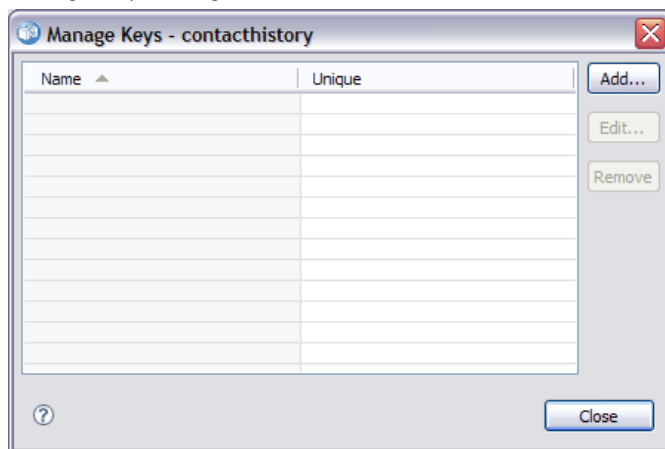 Manage Keys - contacthistory
Name Unique
Add...
Edit...
Remove
?
Close